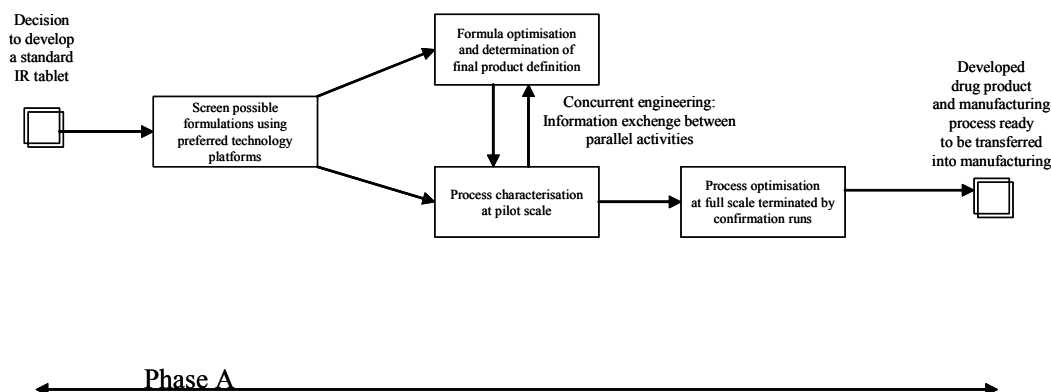 Decision
to develop
a standard
IR tablet
Screen possible
formulations using
preferred technology
platforms
Formula optimisation
and determination of
final product definition
Concurrent engineering:
Information exchange between
parallel activities
Process characterisation
at pilot scale
Process optimisation
at full scale terminated by
confirmation runs
Developed
drug product
and manufacturing
process ready
to be transferred
into manufacturing
Phase A